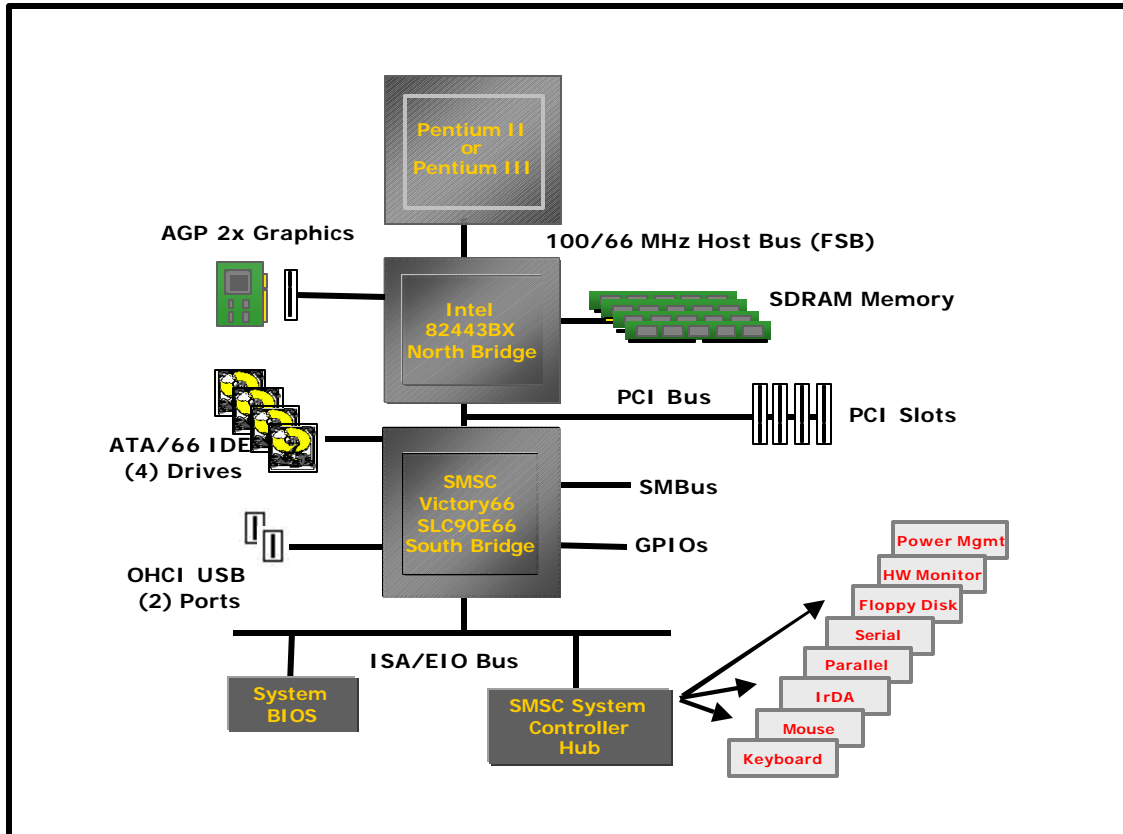 Pentium II
or
Pentium III
AGP 2x Graphics
100/66 MHz Host Bus (FSB)
SDRAM Memory
Intel
82443BX
North Bridge
PCI Bus
PCI Slots
ATA/66 IDE
(4) Drives
SMSC
Victory66
SLC90E66
South Bridge
SMBus
GPIOs
OHCI USB
(2) Ports
ISA/EIO Bus
System
BIOS
SMSC System
Controller
Hub
Power Mgmt
HW Monitor
Floppy Disk
Serial
Parallel
IrDA
Mouse
Keyboard